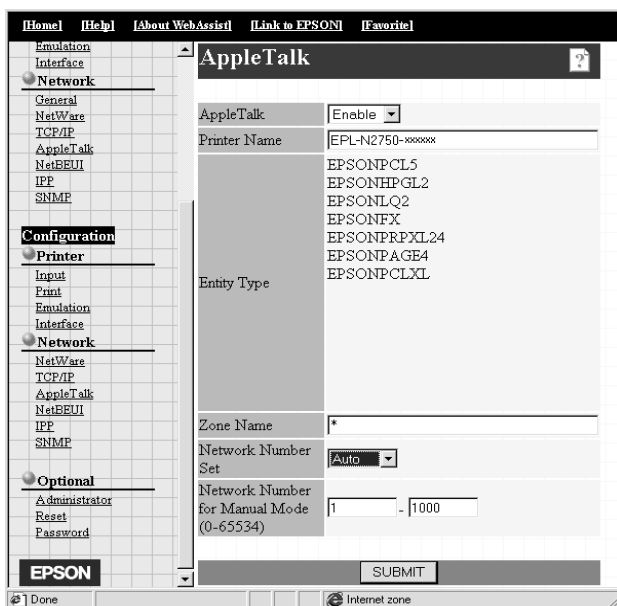 [Home] [Help] [About WebAssist] [Link to EPSON] [Favorite]
Emulation
Interface
Network
General
NetWare
TCP/IP
AppleTalk
NetBEUI
IPP
SNMP
Configuration
Printer
Input
Print
Emulation
Interface
Network
NetWare
TCP/IP
AppleTalk
NetBEUI
IPP
SNMP
Optional
Administrator
Reset
Password
EPSON
AppleTalk
?
AppleTalk Enable
Printer Name EPL-N2750-xxxxxx
Entity Type
EPSONPCL5
EPSONHPGL2
EPSONLQ2
EPSONFX
EPSONPRPXL24
EPSONPAGE4
EPSONPCLXL
Zone Name *
Network Number
Set
Auto
Network Number
for Manual Mode
(0-65534)
1 - 1000
SUBMIT
Done Internet zone